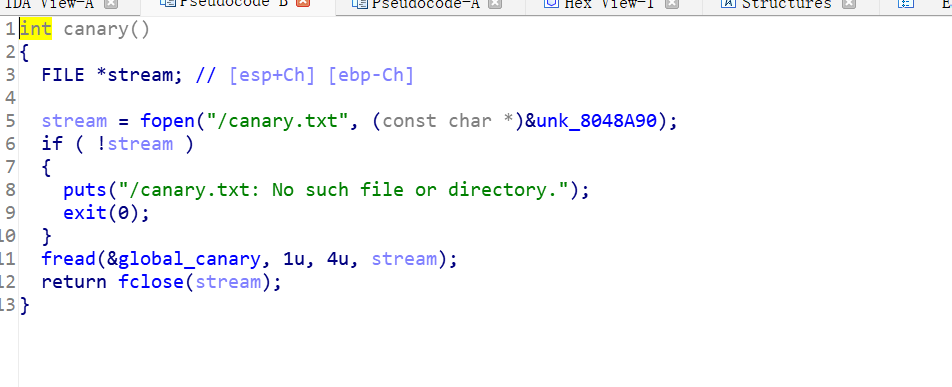 IDA View-A Pseudocode-B Pseudocode-A Hex View-1 Structures
1 int canary()
2 {
3 FILE *stream; // [esp+Ch] [ebp-Ch]
4
5 stream = fopen("/canary.txt", (const char *)&unk_8048A90);
6 if ( !stream )
7 {
8 puts("/canary.txt: No such file or directory.");
9 exit(0);
10 }
11 fread(&global_canary, 1u, 4u, stream);
12 return fclose(stream);
13 }